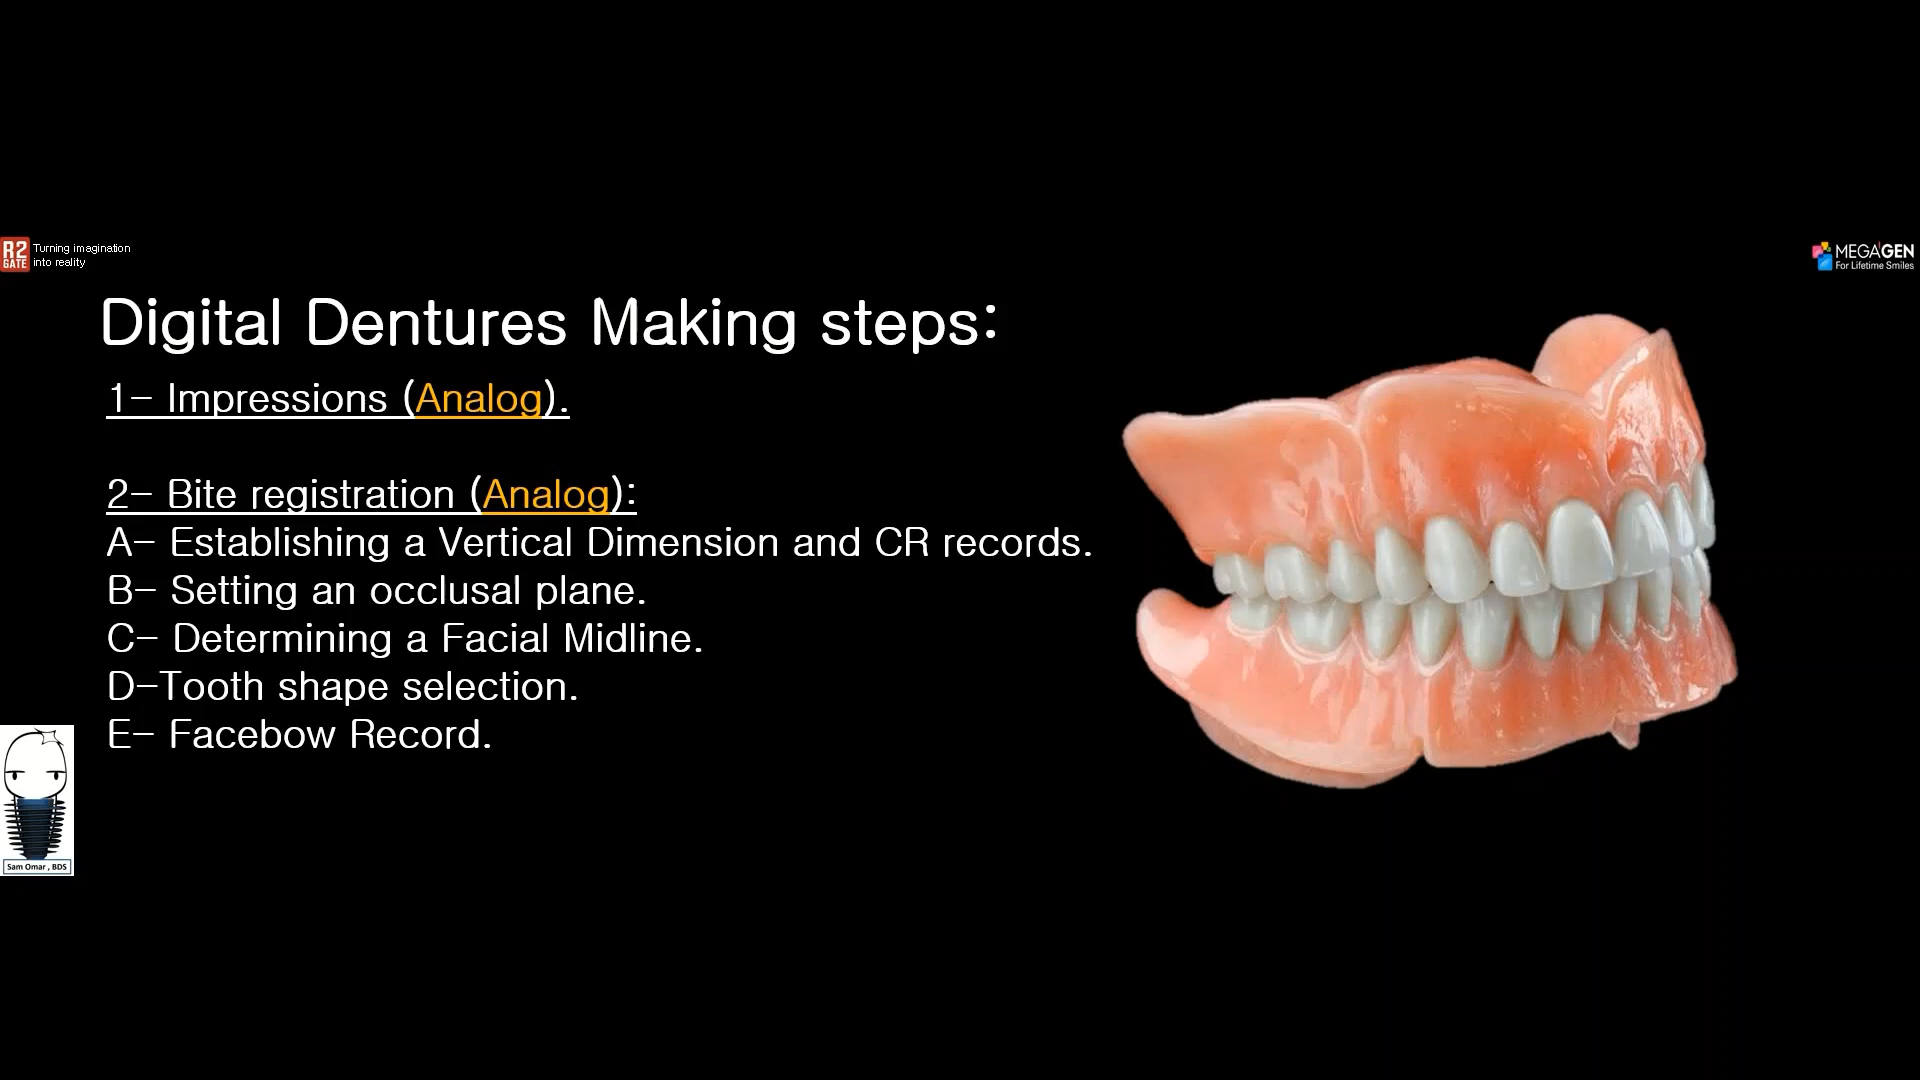 R2
GATE
Turning imagination
into reality
MEGA'GEN
For Lifetime Smiles
Digital Dentures Making steps:
1- Impressions (Analog).
2- Bite registration (Analog):
A- Establishing a Vertical Dimension and CR records.
B- Setting an occlusal plane.
C- Determining a Facial Midline.
D-Tooth shape selection.
E- Facebow Record.
Sam Omar , BDS